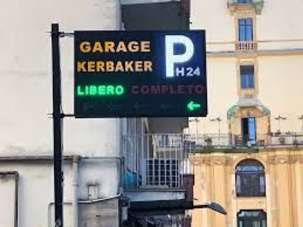 GARAGE
KERBAKER
P
H24
LIBERO COMPLETO